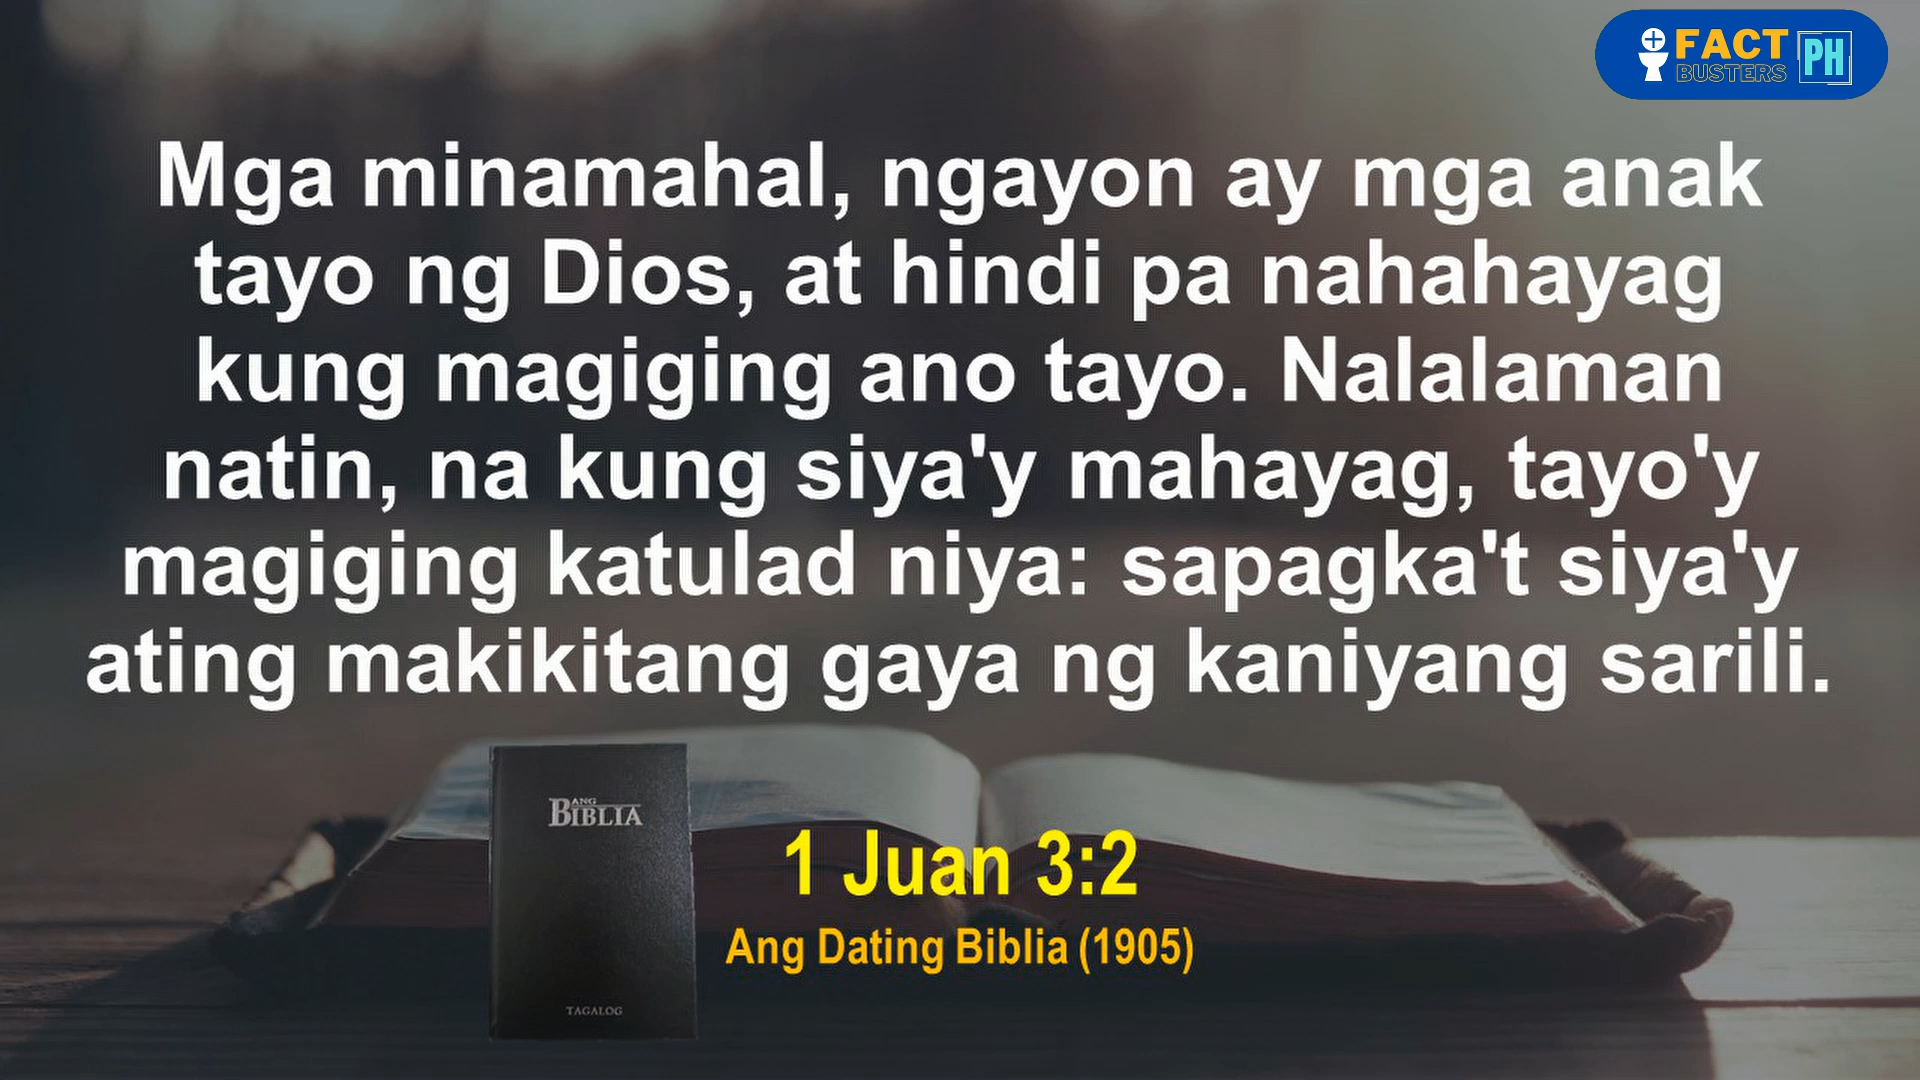 FACT
BUSTERS
PH
Mga minamahal, ngayon ay mga anak
tayo ng Dios, at hindi pa nahahayag
kung magiging ano tayo. Nalalaman
natin, na kung siya'y mahayag, tayo'y
magiging katulad niya: sapagka't siya'y
ating makikitang gaya ng kaniyang sarili.
ANG
BIBLIA
TAGALOG
1 Juan 3:2
Ang Dating Biblia (1905)